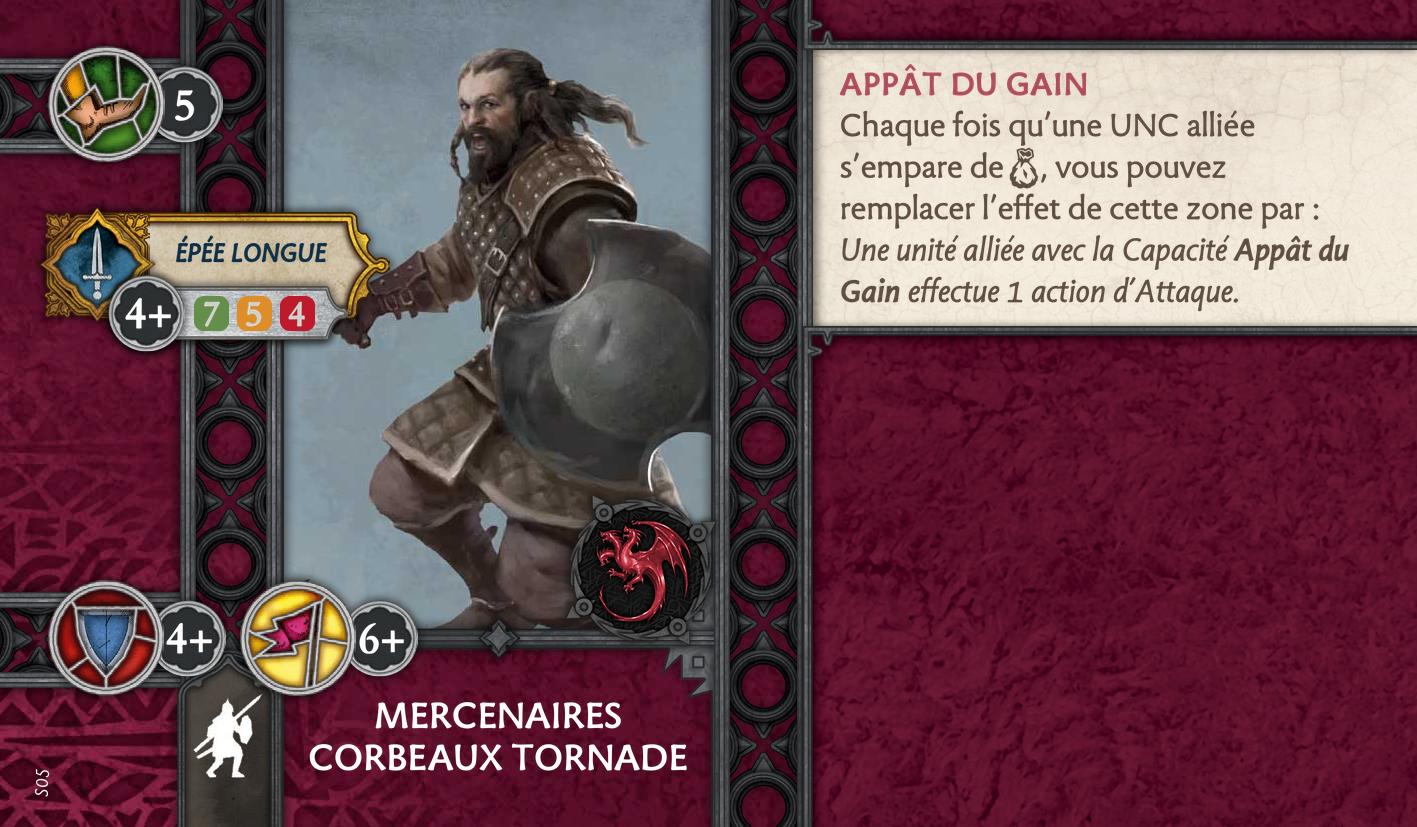 5
ÉPÉE LONGUE
4+ 7 5 4
4+ 6+
MERCENAIRES
CORBEAUX TORNADE
S05
APPÂT DU GAIN
Chaque fois qu’une UNC alliée
s’empare de , vous pouvez
remplacer l’effet de cette zone par :
Une unité alliée avec la Capacité Appât du
Gain effectue 1 action d’Attaque.